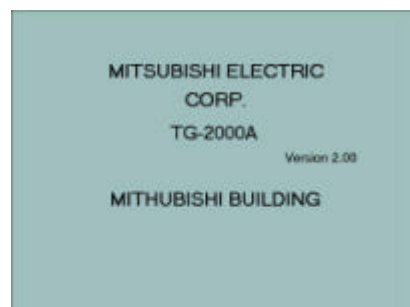 MITSUBISHI ELECTRIC
CORP.
TG-2000A
Version 2.00
MITHUBISHI BUILDING